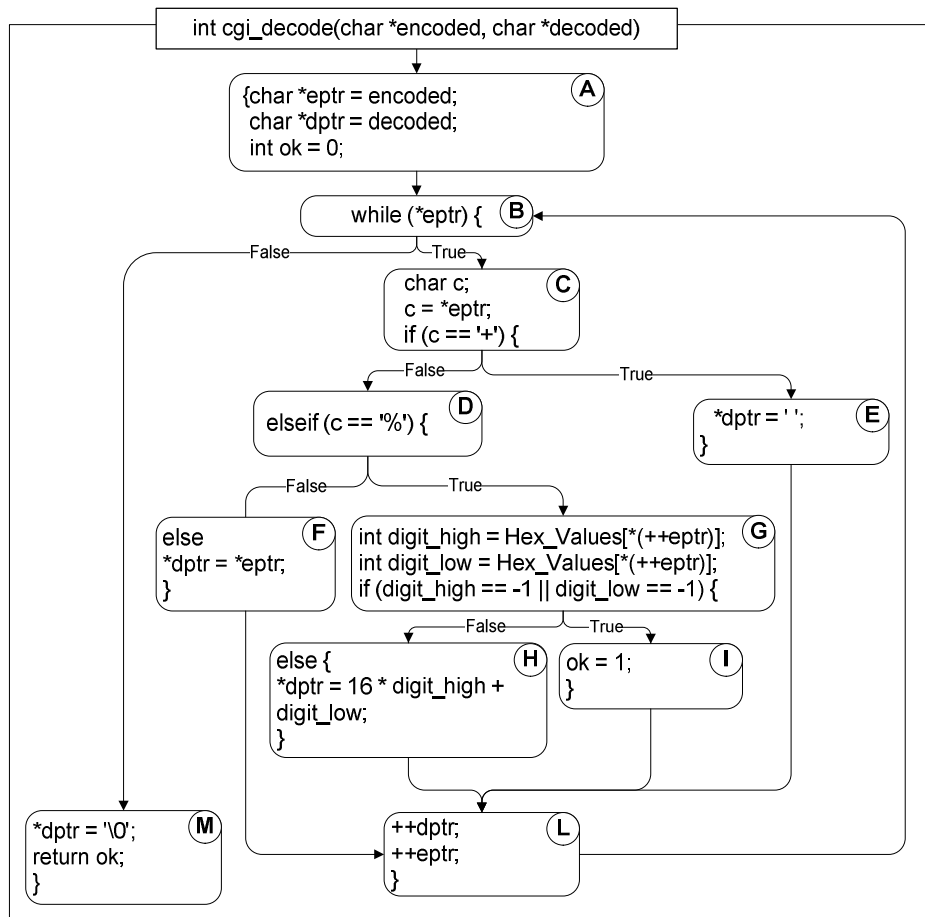 int cgi_decode(char *encoded, char *decoded)
{char *eptr = encoded;
char *dptr = decoded;
int ok = 0;
A
while (*eptr) {
B
False
True
char c;
c = *eptr;
if (c == '+') {
C
False
True
elseif (c == '%') {
D
*dptr = ' ';
}
E
False
True
else
*dptr = *eptr;
}
F
int digit_high = Hex_Values[*(++eptr)];
int digit_low = Hex_Values[*(++eptr)];
if (digit_high == -1 || digit_low == -1) {
G
False
True
else {
*dptr = 16 * digit_high +
digit_low;
}
H
ok = 1;
}
I
*dptr = '\0';
return ok;
}
M
++dptr;
++eptr;
}
L